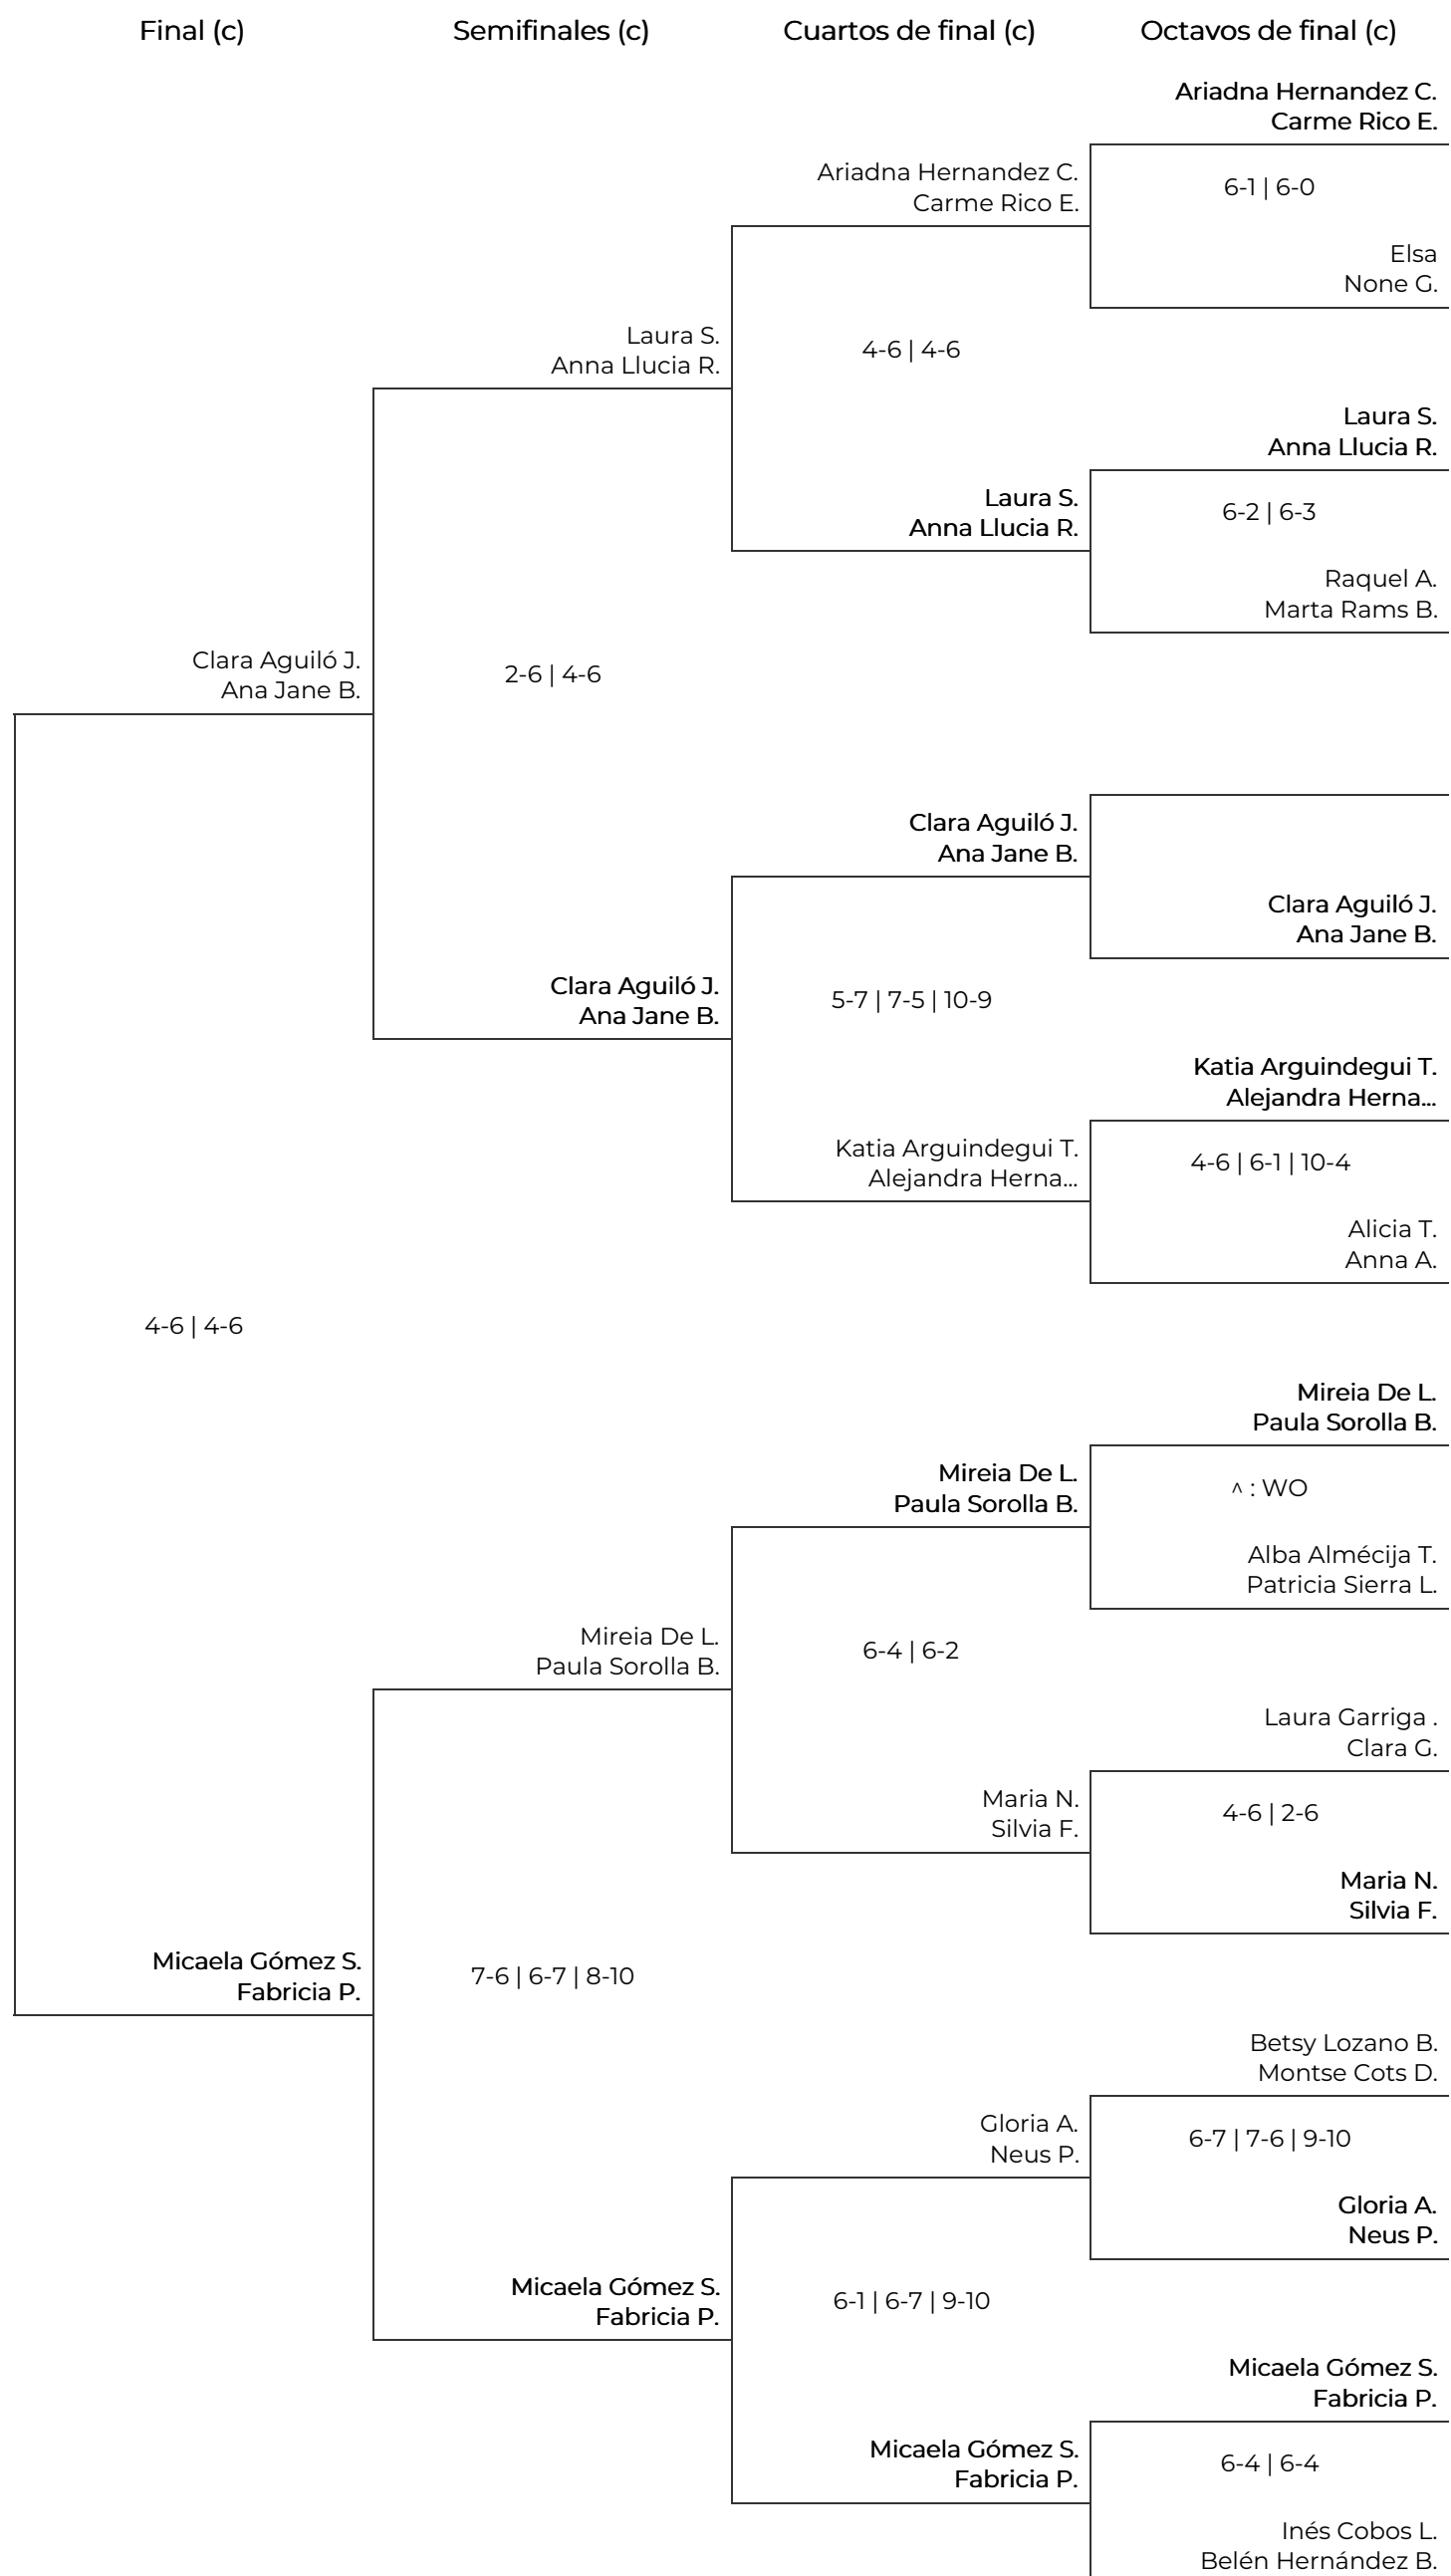 Final (c)
Semifinales (c)
Cuartos de final (c)
Octavos de final (c)
Ariadna Hernandez C.
Carme Rico E.
Ariadna Hernandez C.
Carme Rico E.
6-1 | 6-0
Elsa
None G.
Laura S.
Anna Llucia R.
4-6 | 4-6
Laura S.
Anna Llucia R.
Laura S.
Anna Llucia R.
6-2 | 6-3
Raquel A.
Marta Rams B.
Clara Aguiló J.
Ana Jane B.
2-6 | 4-6
Clara Aguiló J.
Ana Jane B.
Clara Aguiló J.
Ana Jane B.
Clara Aguiló J.
Ana Jane B.
5-7 | 7-5 | 10-9
Katia Arguindegui T.
Alejandra Herna...
Katia Arguindegui T.
Alejandra Herna...
4-6 | 6-1 | 10-4
Alicia T.
Anna A.
4-6 | 4-6
Mireia De L.
Paula Sorolla B.
Mireia De L.
Paula Sorolla B.
^ : WO
Alba Almécija T.
Patricia Sierra L.
Mireia De L.
Paula Sorolla B.
6-4 | 6-2
Laura Garriga .
Clara G.
Maria N.
Silvia F.
4-6 | 2-6
Maria N.
Silvia F.
Micaela Gómez S.
Fabricia P.
7-6 | 6-7 | 8-10
Betsy Lozano B.
Montse Cots D.
Gloria A.
Neus P.
6-7 | 7-6 | 9-10
Gloria A.
Neus P.
Micaela Gómez S.
Fabricia P.
6-1 | 6-7 | 9-10
Micaela Gómez S.
Fabricia P.
Micaela Gómez S.
Fabricia P.
6-4 | 6-4
Inés Cobos L.
Belén Hernández B.